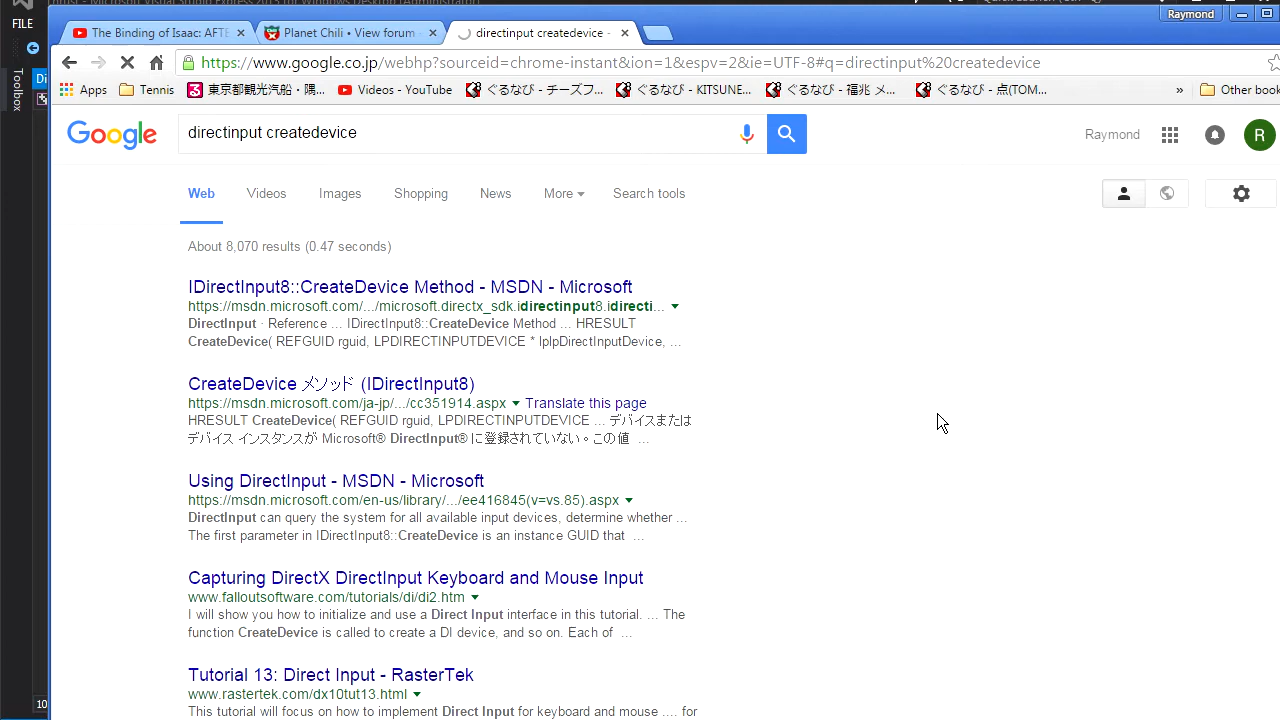 FILE
Raymond
The Binding of Isaac: AFTE
Planet Chili • View forum -
directinput createdevice -
https://www.google.co.jp/webhp?sourceid=chrome-instant&ion=1&espv=2&ie=UTF-8#q=directinput%20createdevice
Apps
Tennis
東京都観光汽船・隅...
Videos - YouTube
ぐるなび - チーズフ...
ぐるなび - KITSUNE...
ぐるなび - 福兆 メ...
ぐるなび - 点(TOM...
»
Other book
Toolbox
Di
Google
directinput createdevice
Raymond
R
Web
Videos
Images
Shopping
News
More
Search tools
About 8,070 results (0.47 seconds)
IDirectInput8::CreateDevice Method - MSDN - Microsoft
https://msdn.microsoft.com/.../microsoft.directx_sdk.idirectinput8.idirecti...
DirectInput · Reference ... IDirectInput8::CreateDevice Method ... HRESULT
CreateDevice( REFGUID rguid, LPDIRECTINPUTDEVICE * lplpDirectInputDevice, ...
CreateDevice メソッド (IDirectInput8)
https://msdn.microsoft.com/ja-jp/.../cc351914.aspx Translate this page
HRESULT CreateDevice( REFGUID rguid, LPDIRECTINPUTDEVICE ... デバイスまたは
デバイス インスタンスが Microsoft® DirectInput® に登録されていない。この値 ...
Using DirectInput - MSDN - Microsoft
https://msdn.microsoft.com/en-us/library/.../ee416845(v=vs.85).aspx
DirectInput can query the system for all available input devices, determine whether ...
The first parameter in IDirectInput8::CreateDevice is an instance GUID that ...
Capturing DirectX DirectInput Keyboard and Mouse Input
www.falloutsoftware.com/tutorials/di/di2.htm
I will show you how to initialize and use a Direct Input interface in this tutorial. ... The
function CreateDevice is called to create a DI device, and so on. Each of ...
Tutorial 13: Direct Input - RasterTek
www.rastertek.com/dx10tut13.html
This tutorial will focus on how to implement Direct Input for keyboard and mouse .... for
10